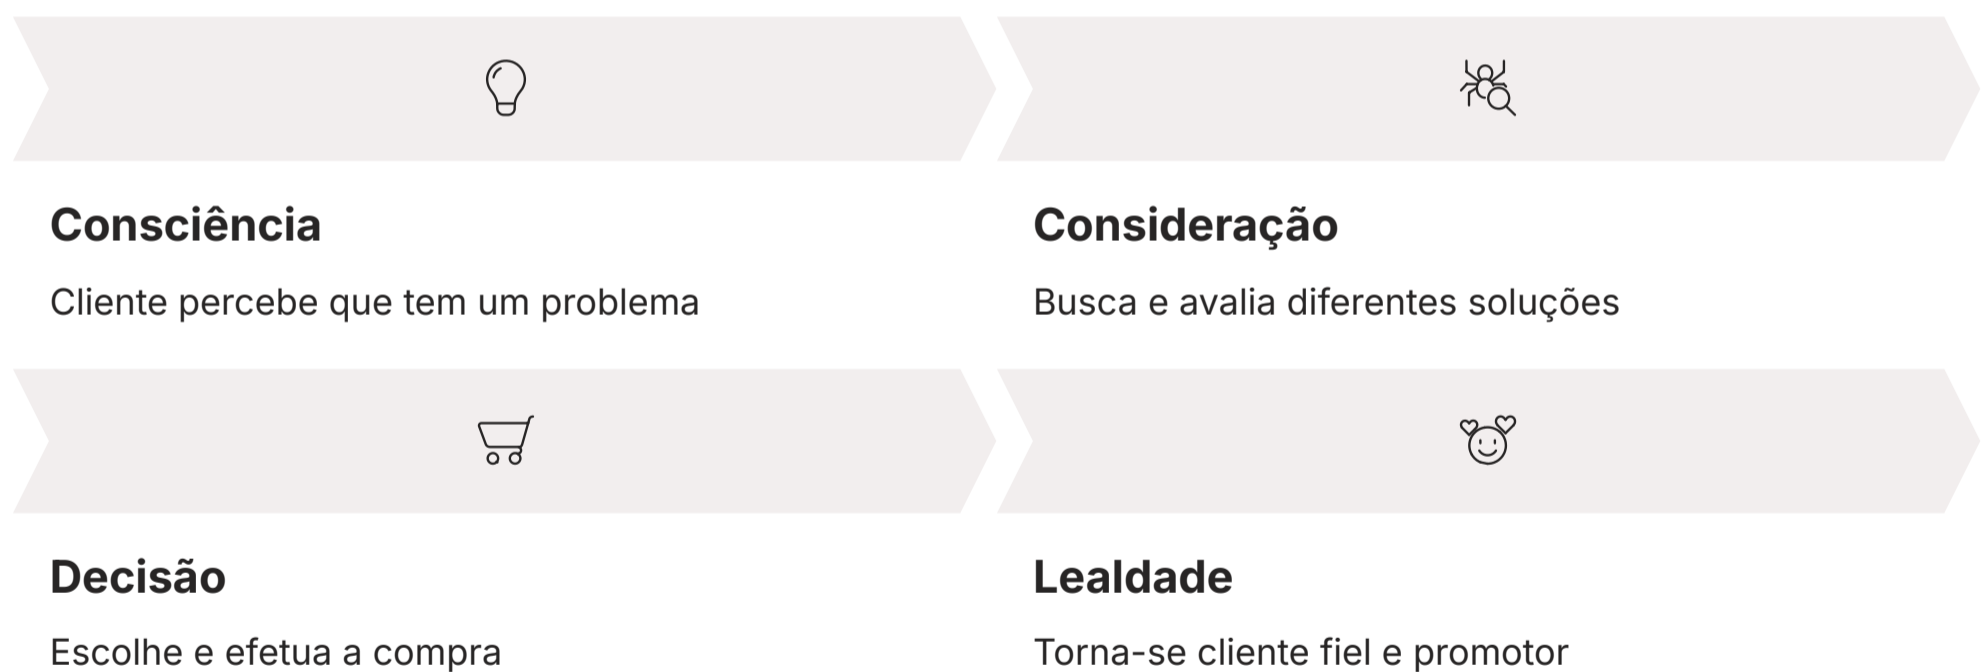 Consciência
Cliente percebe que tem um problema
Consideração
Busca e avalia diferentes soluções
Decisão
Escolhe e efetua a compra
Lealdade
Torna-se cliente fiel e promotor